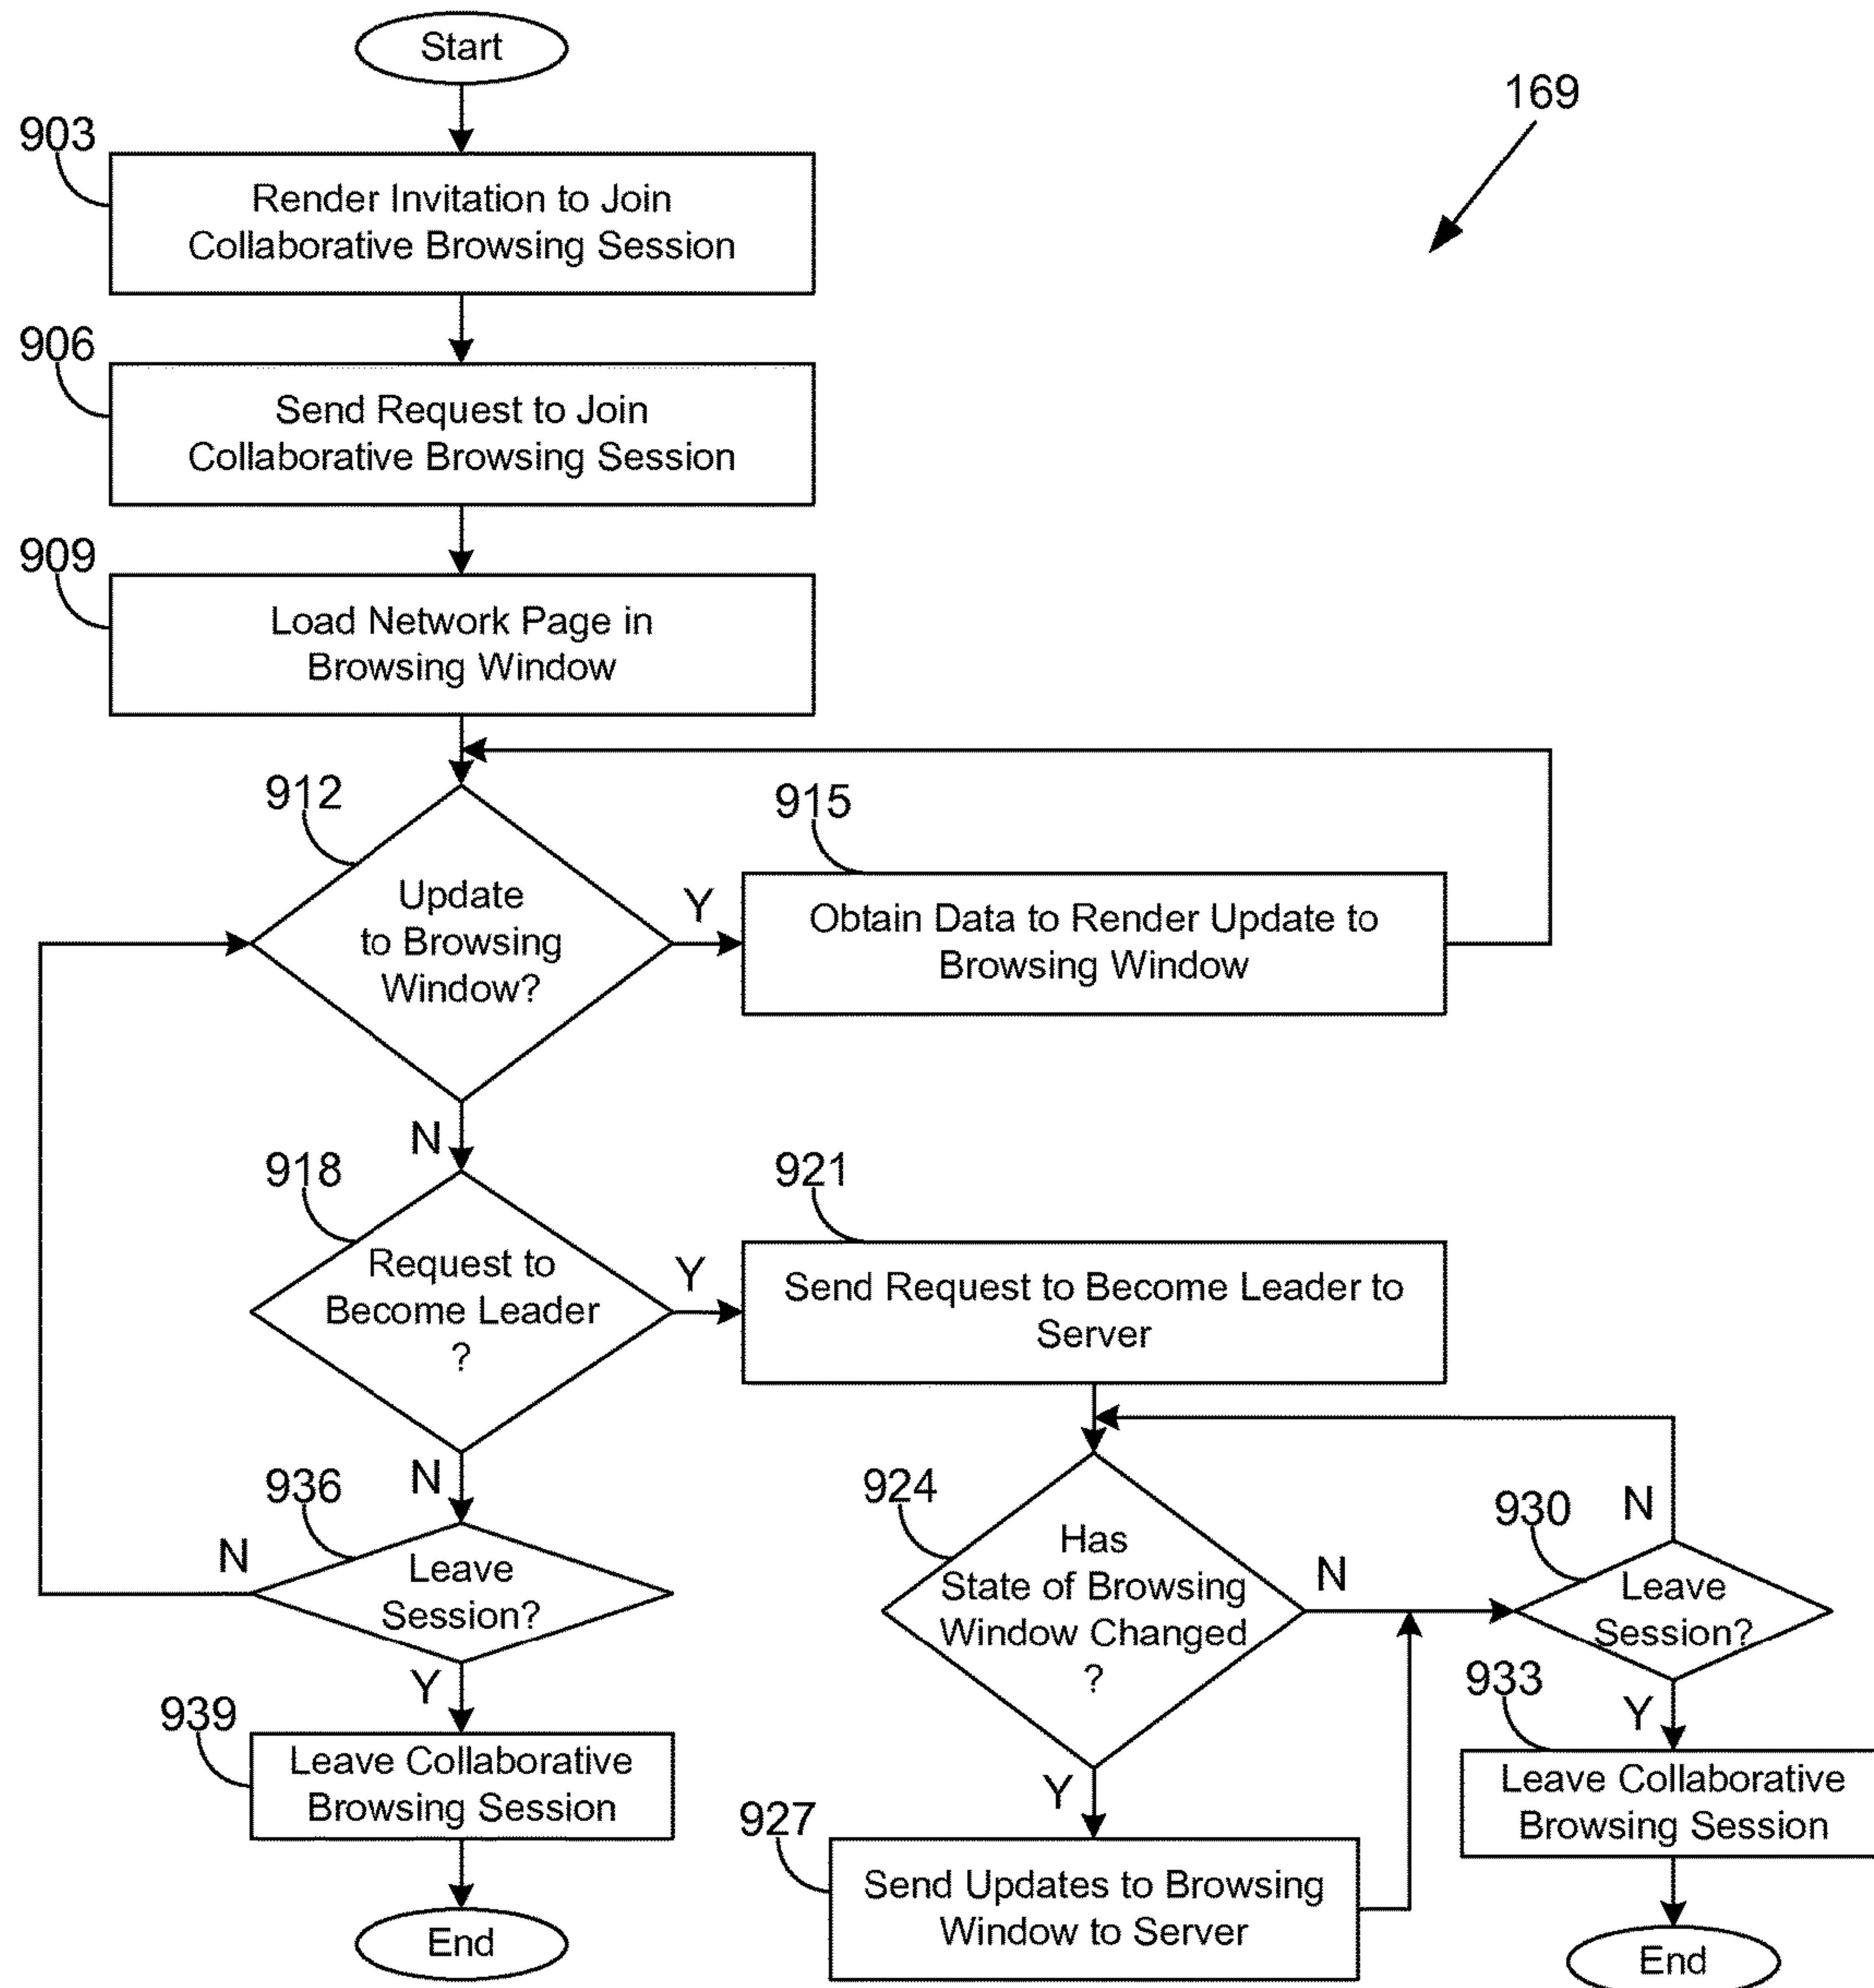 Start
169
903
Render Invitation to Join
Collaborative Browsing Session
906
Send Request to Join
Collaborative Browsing Session
909
Load Network Page in
Browsing Window
912
Update
to Browsing
Window?
Y
915
Obtain Data to Render Update to
Browsing Window
N
918
Request to
Become Leader
?
Y
921
Send Request to Become Leader to
Server
N
936
Leave
Session?
N
Y
939
Leave Collaborative
Browsing Session
End
924
Has
State of Browsing
Window Changed
?
N
Y
927
Send Updates to Browsing
Window to Server
930
Leave
Session?
N
Y
933
Leave Collaborative
Browsing Session
End